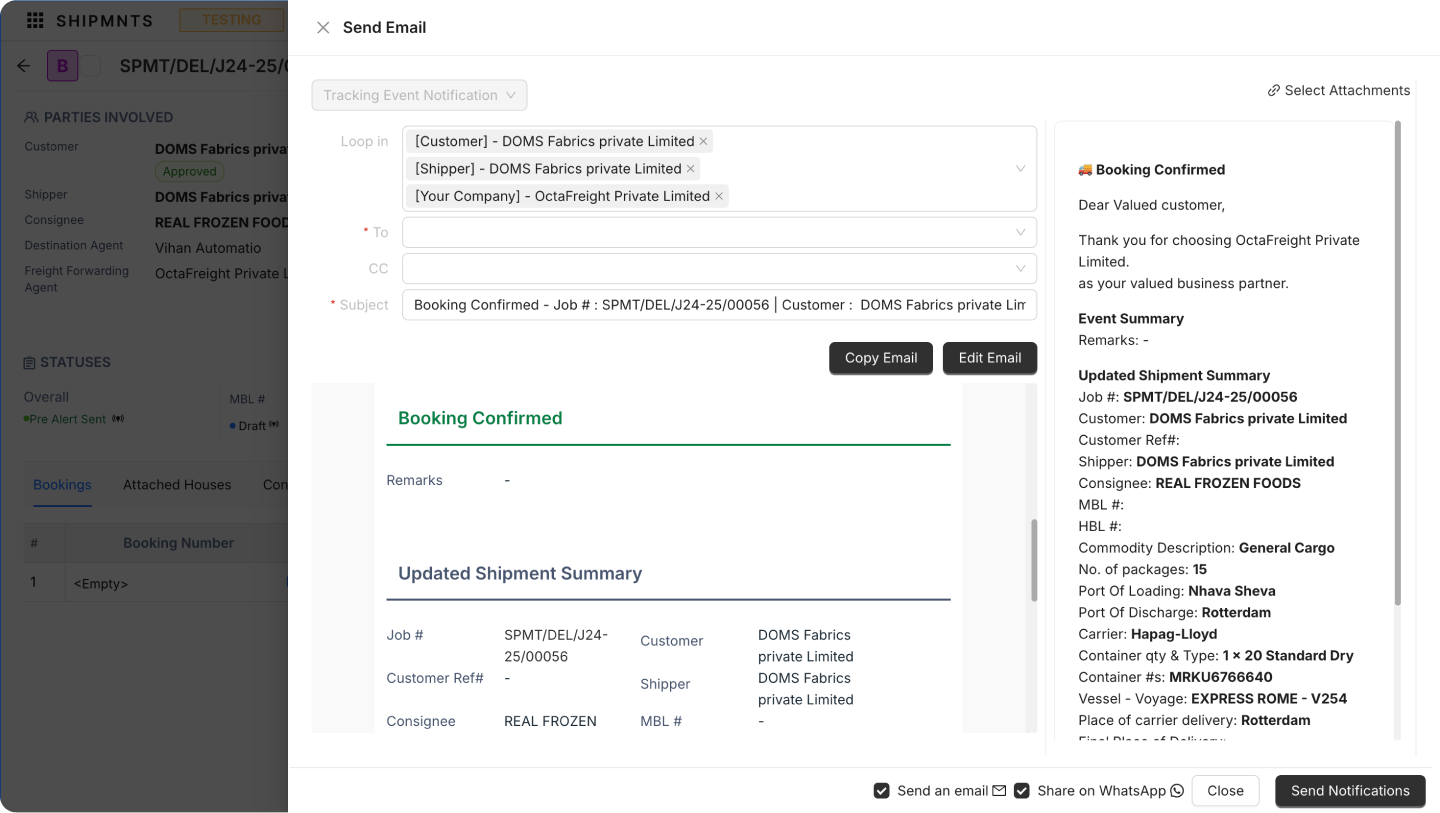 SHIPMNTS
TESTING
B
SPMT/DEL/J24-25/0
PARTIES INVOLVED
Customer
DOMS Fabrics priva
Approved
Shipper
DOMS Fabrics priva
Consignee
REAL FROZEN FOOD
Destination Agent
Vihan Automatio
Freight Forwarding
Agent
OctaFreight Private L
STATUSES
Overall
Pre Alert Sent
MBL #
Draft
Bookings
Attached Houses
Con
#
Booking Number
1
<Empty>
Send Email
Tracking Event Notification
Select Attachments
Loop in
[Customer] - DOMS Fabrics private Limited
[Shipper] - DOMS Fabrics private Limited
[Your Company] - OctaFreight Private Limited
* To
CC
* Subject
Booking Confirmed - Job # : SPMT/DEL/J24-25/00056 | Customer : DOMS Fabrics private Lim
Copy Email
Edit Email
Booking Confirmed
Remarks
-
Updated Shipment Summary
Job #
SPMT/DEL/J24-
25/00056
Customer
DOMS Fabrics
private Limited
Customer Ref#
-
Shipper
DOMS Fabrics
private Limited
Consignee
REAL FROZEN
MBL #
-
🚚 Booking Confirmed
Dear Valued customer,
Thank you for choosing OctaFreight Private
Limited.
as your valued business partner.
Event Summary
Remarks: -
Updated Shipment Summary
Job #: SPMT/DEL/J24-25/00056
Customer: DOMS Fabrics private Limited
Customer Ref#:
Shipper: DOMS Fabrics private Limited
Consignee: REAL FROZEN FOODS
MBL #:
HBL #:
Commodity Description: General Cargo
No. of packages: 15
Port Of Loading: Nhava Sheva
Port Of Discharge: Rotterdam
Carrier: Hapag-Lloyd
Container qty & Type: 1 × 20 Standard Dry
Container #s: MRKU6766640
Vessel - Voyage: EXPRESS ROME - V254
Place of carrier delivery: Rotterdam
Final Place of Delivery:
Send an email
Share on WhatsApp
Close
Send Notifications